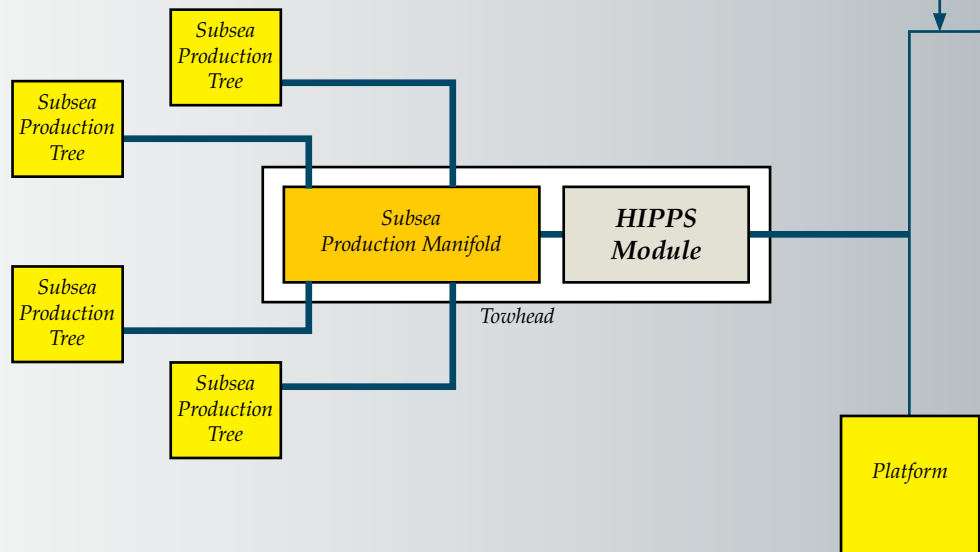 Subsea
Production
Tree
Subsea
Production
Tree
Subsea
Production Manifold
HIPPS
Module
Subsea
Production
Tree
Towhead
Subsea
Production
Tree
Platform